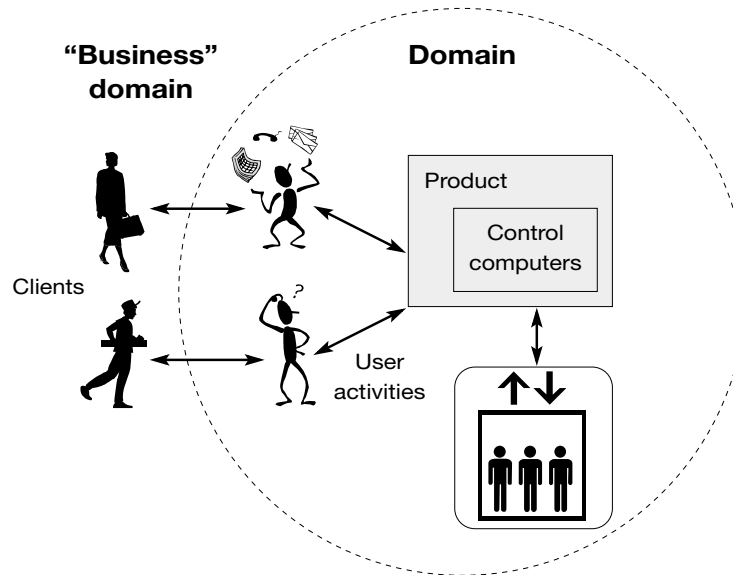 “Business”
domain
Domain
Product
Control
computers
Clients
?
User
activities